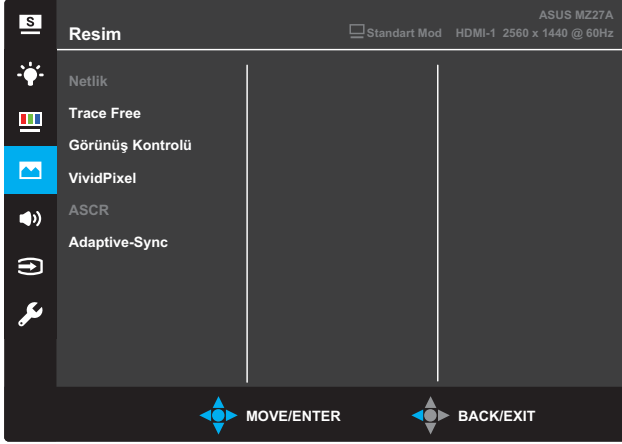 S
ASUS MZ27A
Resim
Standart Mod HDMI-1 2560 x 1440 @ 60Hz
Netlik
Trace Free
Görünüş Kontrolü
VividPixel
ASCR
Adaptive-Sync
MOVE/ENTER BACK/EXIT